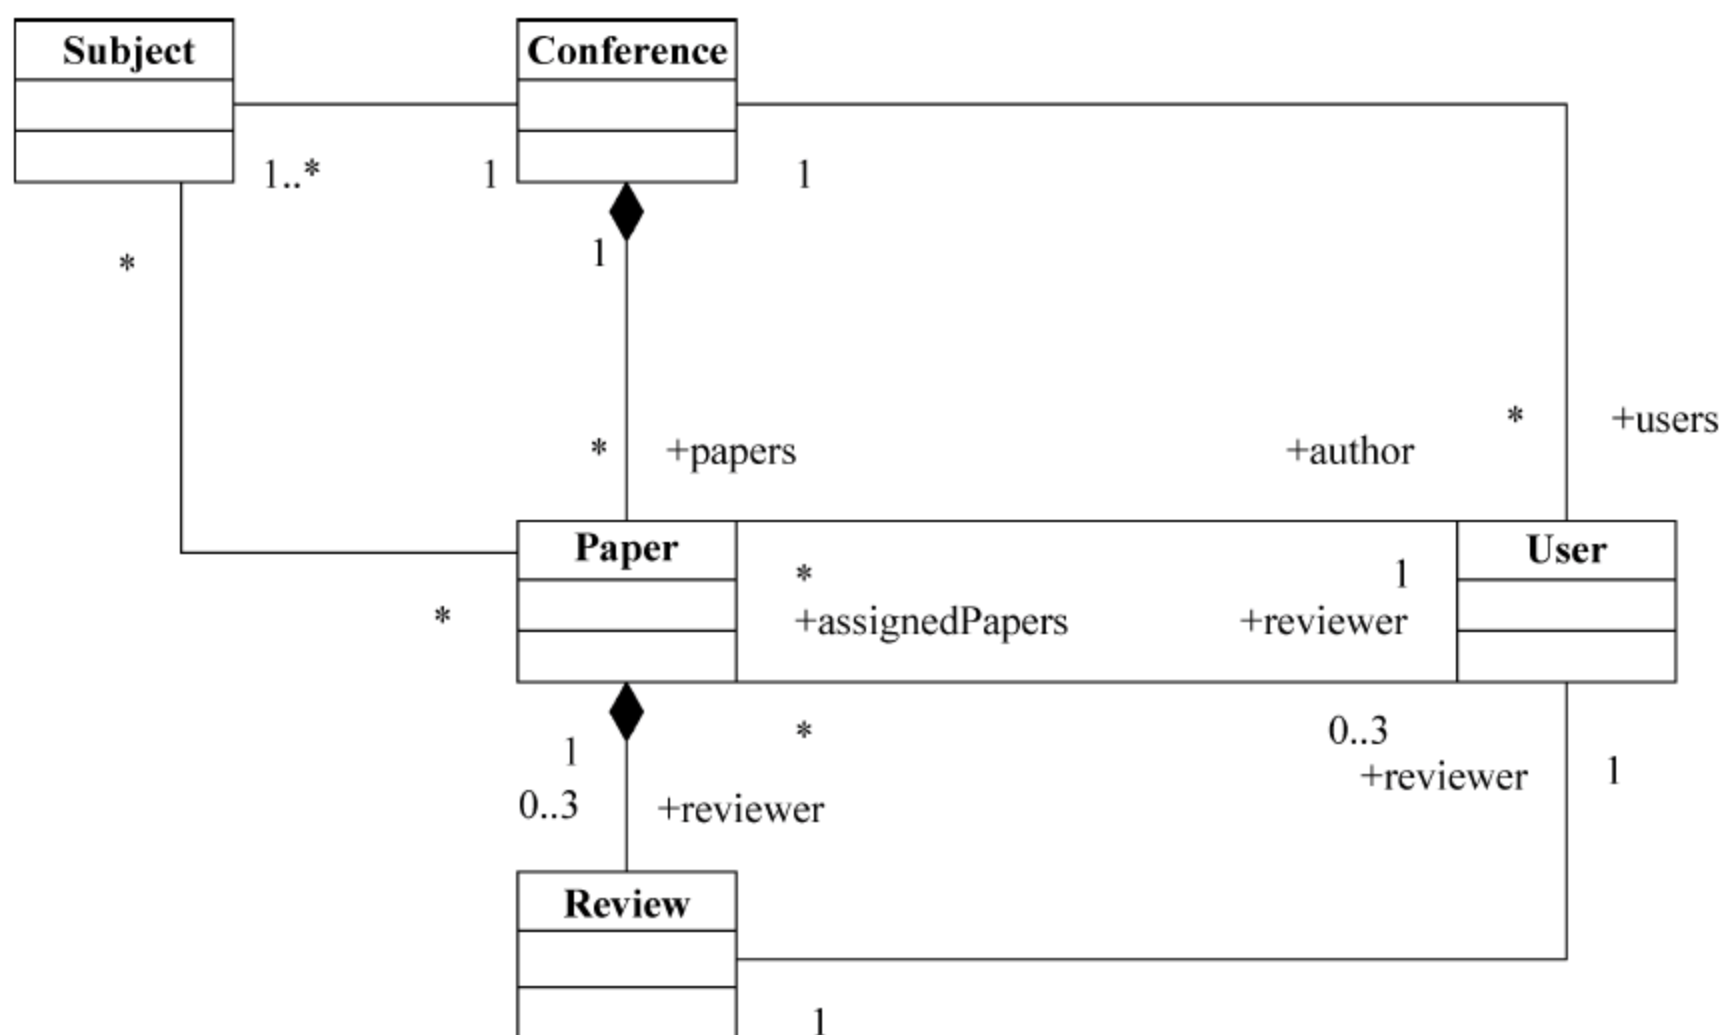 Subject
Conference
1..*
1
1
*
1
*
+users
*
+papers
+author
Paper
User
*
1
*
+assignedPapers
+reviewer
*
0..3
1
+reviewer
1
0..3
+reviewer
Review
1